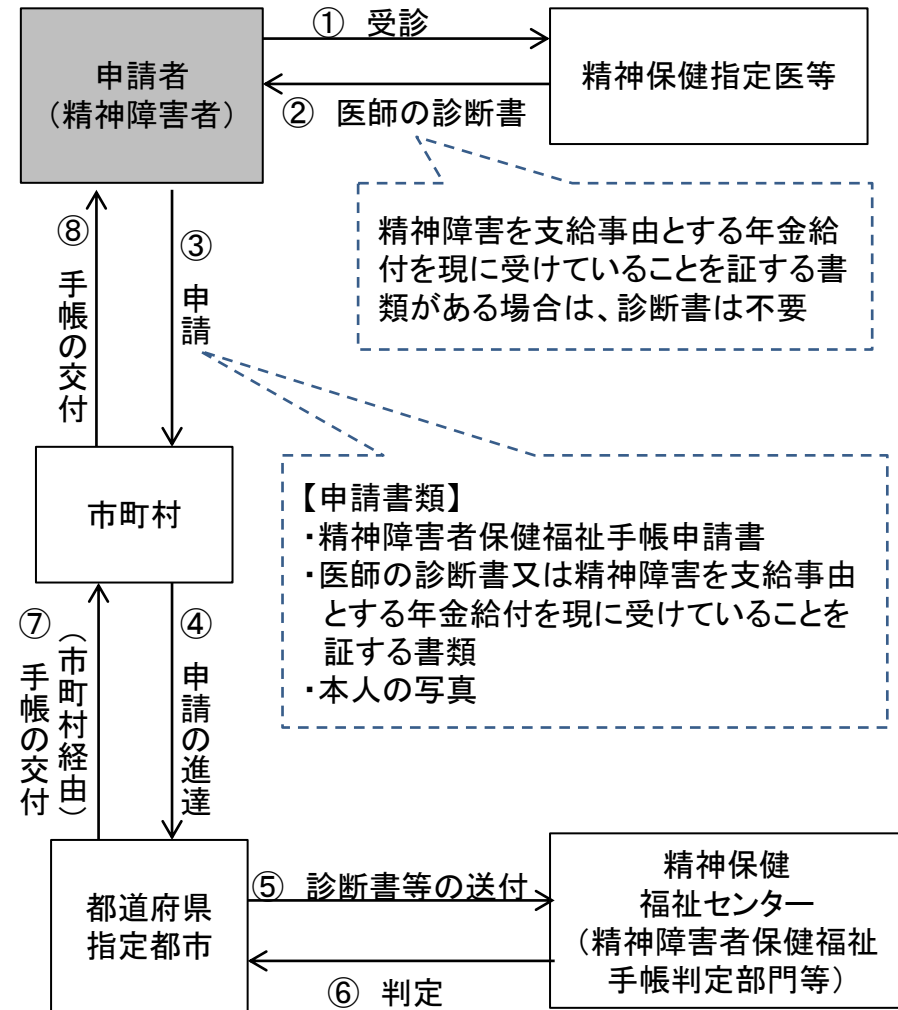 ① 受診
申請者
（精神障害者）
精神保健指定医等
② 医師の診断書
精神障害を支給事由とする年金給
付を現に受けていることを証する書
類がある場合は、診断書は不要
⑧ 手帳の交付
③ 申請
【申請書類】
・精神障害者保健福祉手帳申請書
・医師の診断書又は精神障害を支給事由
とする年金給付を現に受けていることを
証する書類
・本人の写真
市町村
⑦ 手帳の交付
（市町村経由）
④ 申請の進達
都道府県
指定都市
⑤ 診断書等の送付
⑥ 判定
精神保健
福祉センター
（精神障害者保健福祉
手帳判定部門等）